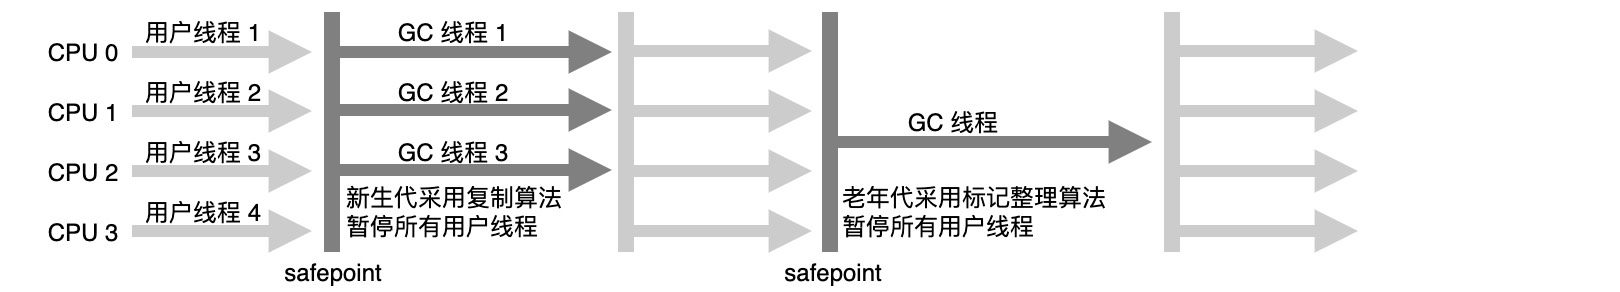 CPU 0
用户线程 1
GC 线程 1
CPU 1
用户线程 2
GC 线程 2
CPU 2
用户线程 3
GC 线程 3
CPU 3
用户线程 4
新生代采用复制算法
暂停所有用户线程
safepoint
GC 线程
老年代采用标记整理算法
暂停所有用户线程
safepoint